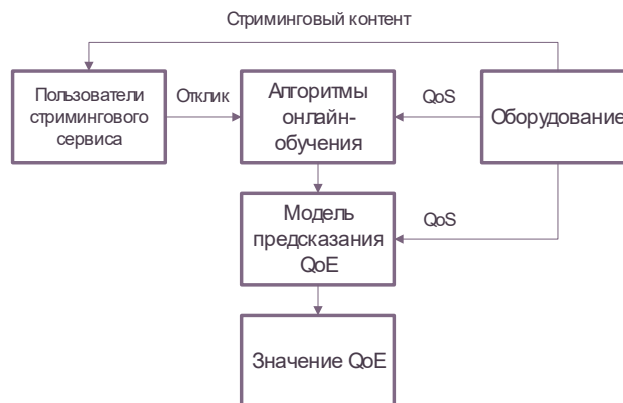 Стриминговый контент
Пользователи
стримингового
сервиса
Отклик
Алгоритмы
онлайн-
обучения
QoS
Оборудование
Модель
предсказания
QoE
QoS
Значение QoE